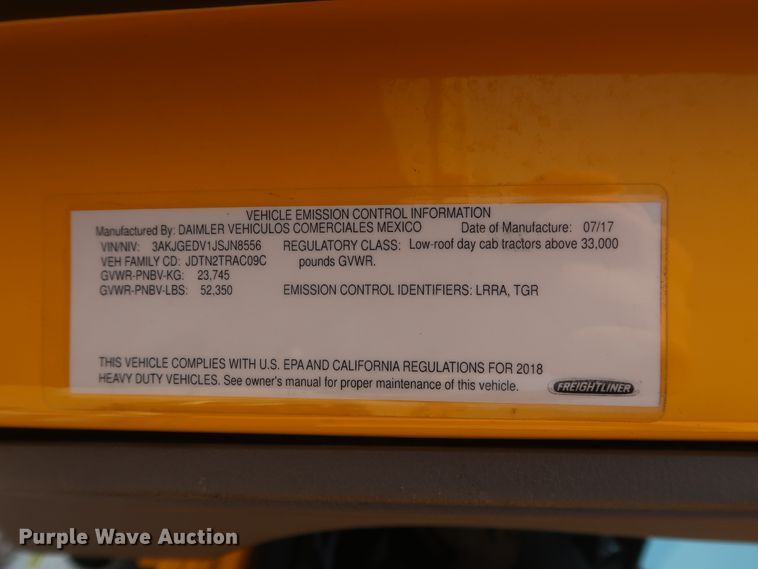 VEHICLE EMISSION CONTROL INFORMATION
Manufactured By: DAIMLER VEHICULOS COMERCIALES MEXICO Date of Manufacture: 07/17
VIN/NIV: 3AKJGEDV1JSJN8556 REGULATORY CLASS: Low-roof day cab tractors above 33,000
VEH FAMILY CD: JDTN2TRAC09C pounds GVWR.
GVWR-PNBV-KG: 23,745
GVWR-PNBV-LBS: 52,350 EMISSION CONTROL IDENTIFIERS: LRRA, TGR
THIS VEHICLE COMPLIES WITH U.S. EPA AND CALIFORNIA REGULATIONS FOR 2018
HEAVY DUTY VEHICLES. See owner's manual for proper maintenance of this vehicle. FREIGHTLINER
Purple Wave Auction